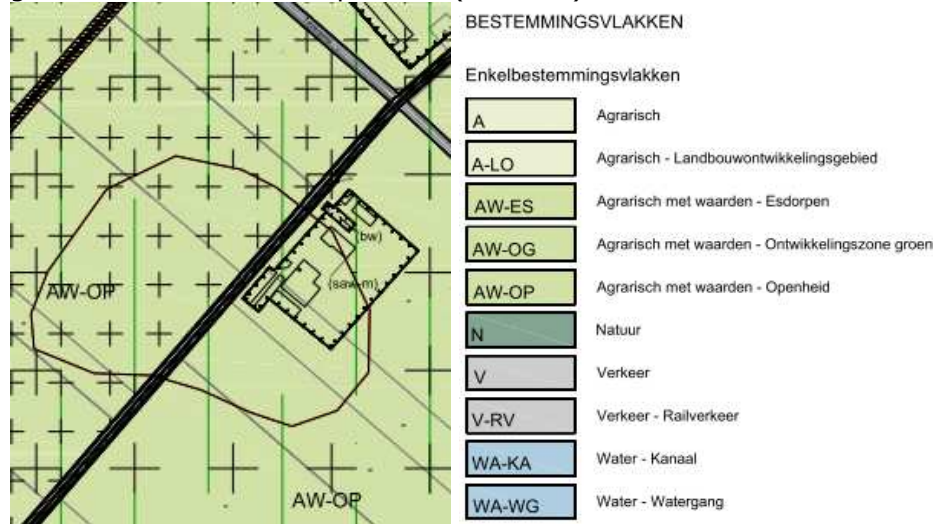 (bw)
(saw-m)
AW-OP
AW-OP
BESTEMMINGSVLAKKEN
Enkelbestemmingsvlakken
A Agrarisch
A-LO Agrarisch - Landbouwontwikkelingsgebied
AW-ES Agrarisch met waarden - Esdorpen
AW-OG Agrarisch met waarden - Ontwikkelingszone groen
AW-OP Agrarisch met waarden - Openheid
N Natuur
V Verkeer
V-RV Verkeer - Railverkeer
WA-KA Water - Kanaal
WA-WG Water - Watergang